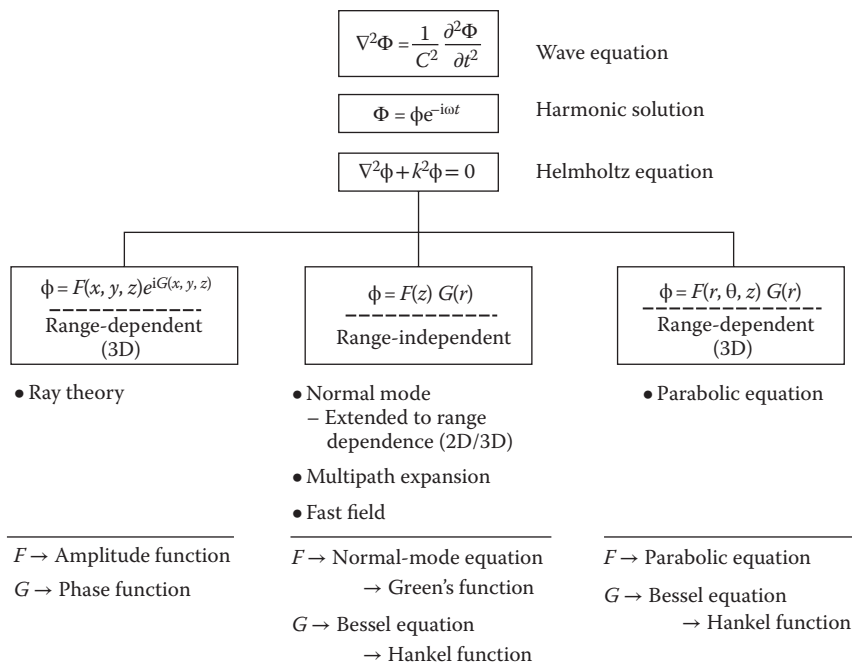 ∇²Φ = 1/C² ∂²Φ/∂t²
Wave equation
Φ = ϕe⁻ⁱωᵗ
Harmonic solution
∇²ϕ + k²ϕ = 0
Helmholtz equation
ϕ = F(x, y, z)e^{iG(x, y, z)}
Range-dependent
(3D)
• Ray theory
F → Amplitude function
G → Phase function
ϕ = F(z) G(r)
Range-independent
• Normal mode
– Extended to range
dependence (2D/3D)
• Multipath expansion
• Fast field
F → Normal-mode equation
→ Green's function
G → Bessel equation
→ Hankel function
ϕ = F(r, θ, z) G(r)
Range-dependent
(3D)
• Parabolic equation
F → Parabolic equation
G → Bessel equation
→ Hankel function